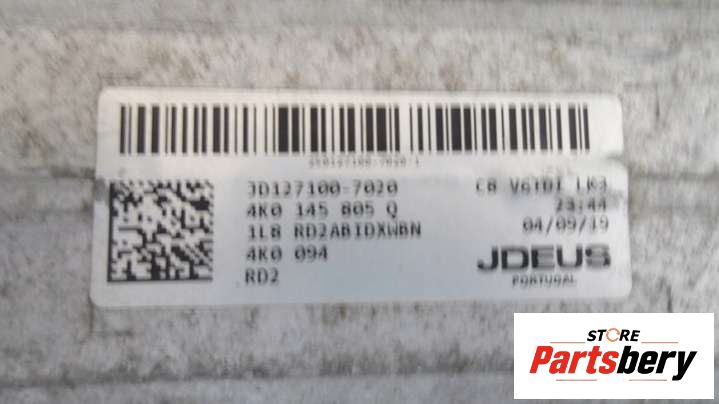 3D127100-7020
C8 V6TDI LK3
4K0 145 805 Q
23:44
1L8 RD2ABIDXWBN
04/09/19
4K0 094
JDEUS
RD2
PORTUGAL
STORE
Partsbery